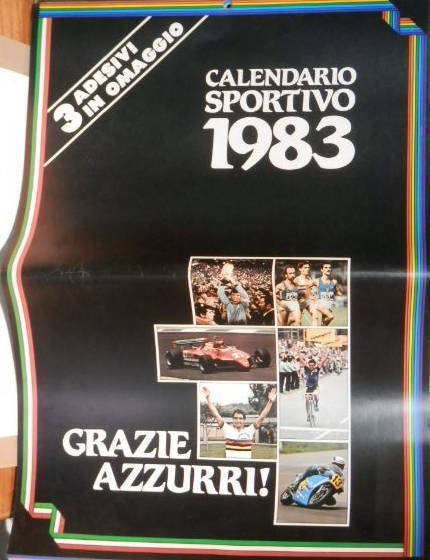 3 ADESIVI
IN OMAGGIO
CALENDARIO
SPORTIVO
1983
GRAZIE
AZZURRI!